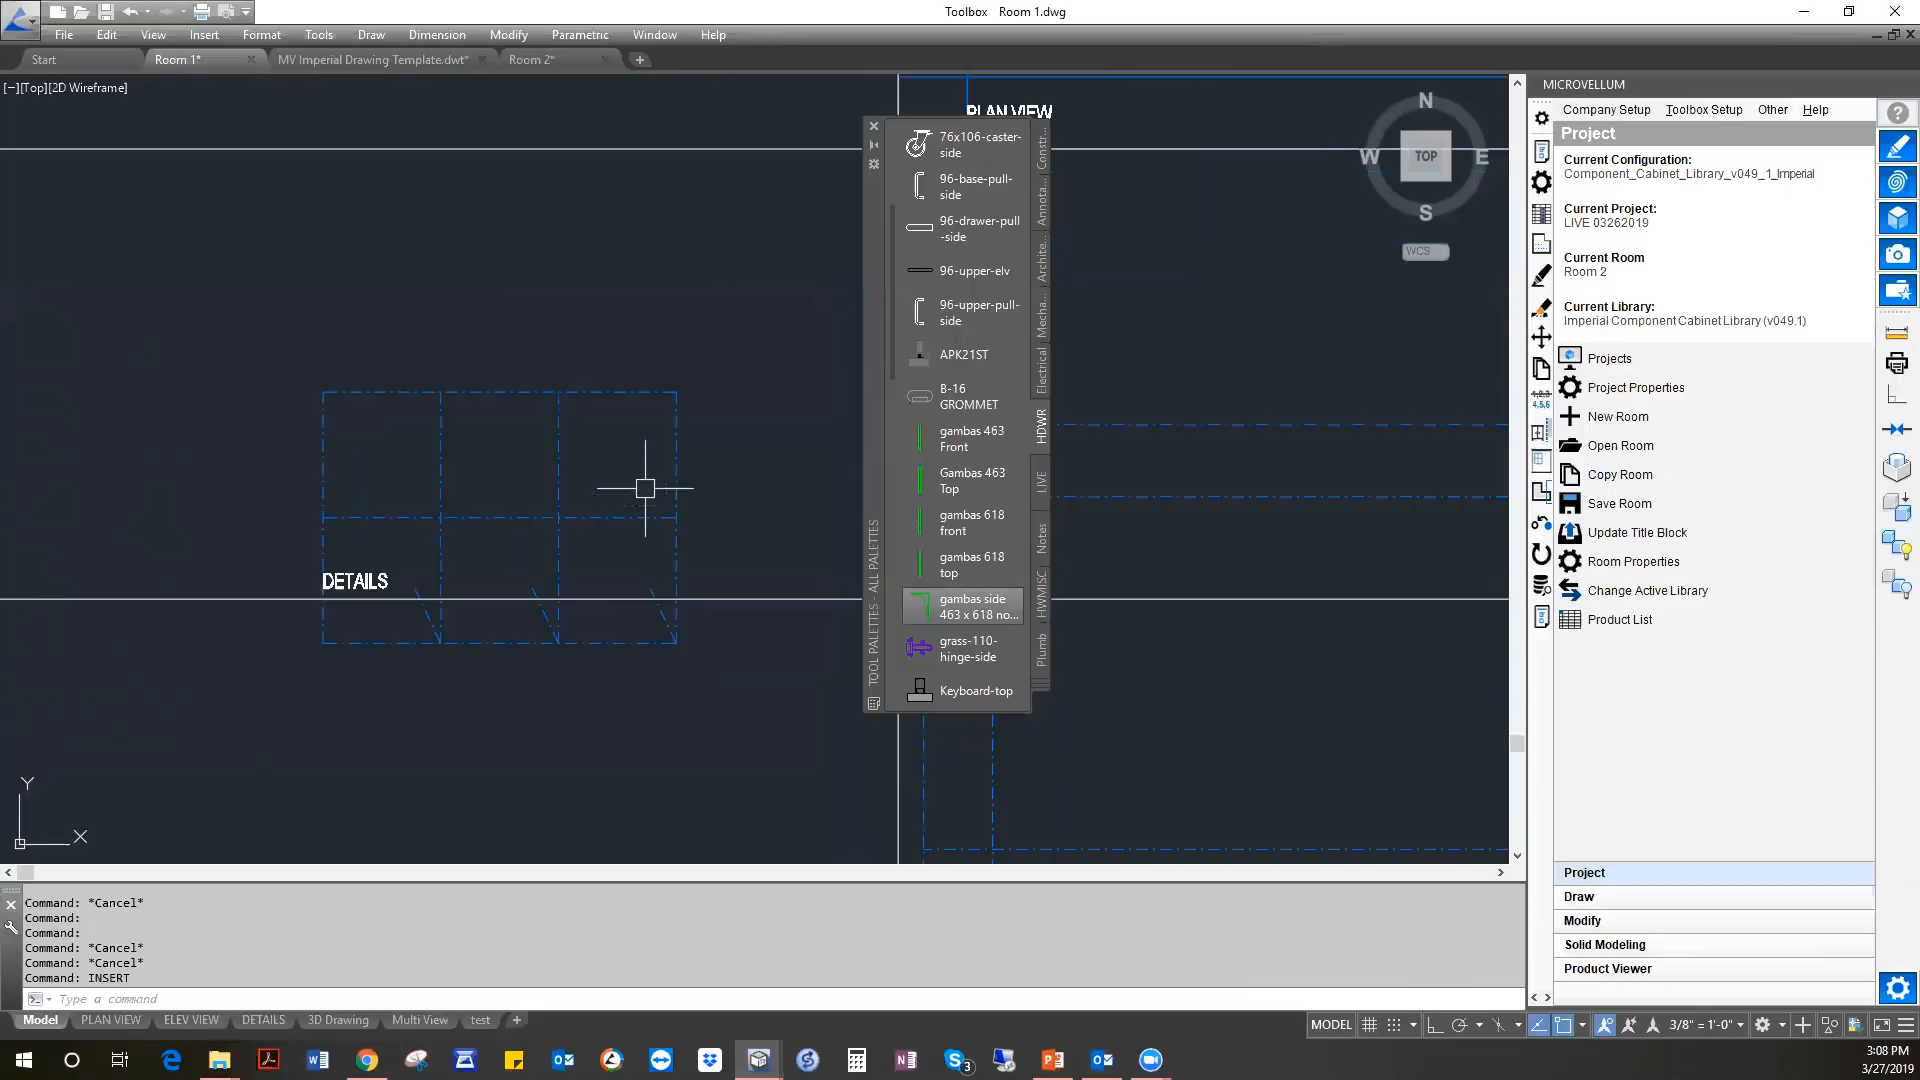 Toolbox Room 1.dwg
File Edit View Insert Format Tools Draw Dimension Modify Parametric Window Help
Start Room 1* MV Imperial Drawing Template.dwt* Room 2*
[−][Top][2D Wireframe]
PLAN VIEW
N
W TOP E
S
WCS
DETAILS
Y
X
76x106-caster-
side
96-base-pull-
side
96-drawer-pull
-side
96-upper-elv
96-upper-pull-
side
APK21ST
B-16
GROMMET
gambas 463
Front
Gambas 463
Top
gambas 618
front
gambas 618
top
gambas side
463 x 618 no...
grass-110-
hinge-side
Keyboard-top
Constr...
Annota...
Archite...
Mecha...
Electrical
HDWR
LIVE
Notes
HWMISC
Plumb
TOOL PALETTES - ALL PALETTES
MICROVELLUM
Company Setup Toolbox Setup Other Help
Project
Current Configuration:
Component_Cabinet_Library_v049_1_Imperial
Current Project:
LIVE 03262019
Current Room
Room 2
Current Library:
Imperial Component Cabinet Library (v049.1)
Projects
Project Properties
New Room
Open Room
Copy Room
Save Room
Update Title Block
Room Properties
Change Active Library
Product List
Project
Draw
Modify
Solid Modeling
Product Viewer
Command: *Cancel*
Command:
Command:
Command: *Cancel*
Command: *Cancel*
Command: INSERT
Type a command
Model PLAN VIEW ELEV VIEW DETAILS 3D Drawing Multi View test
MODEL 3/8" = 1'-0"
3:08 PM
3/27/2019